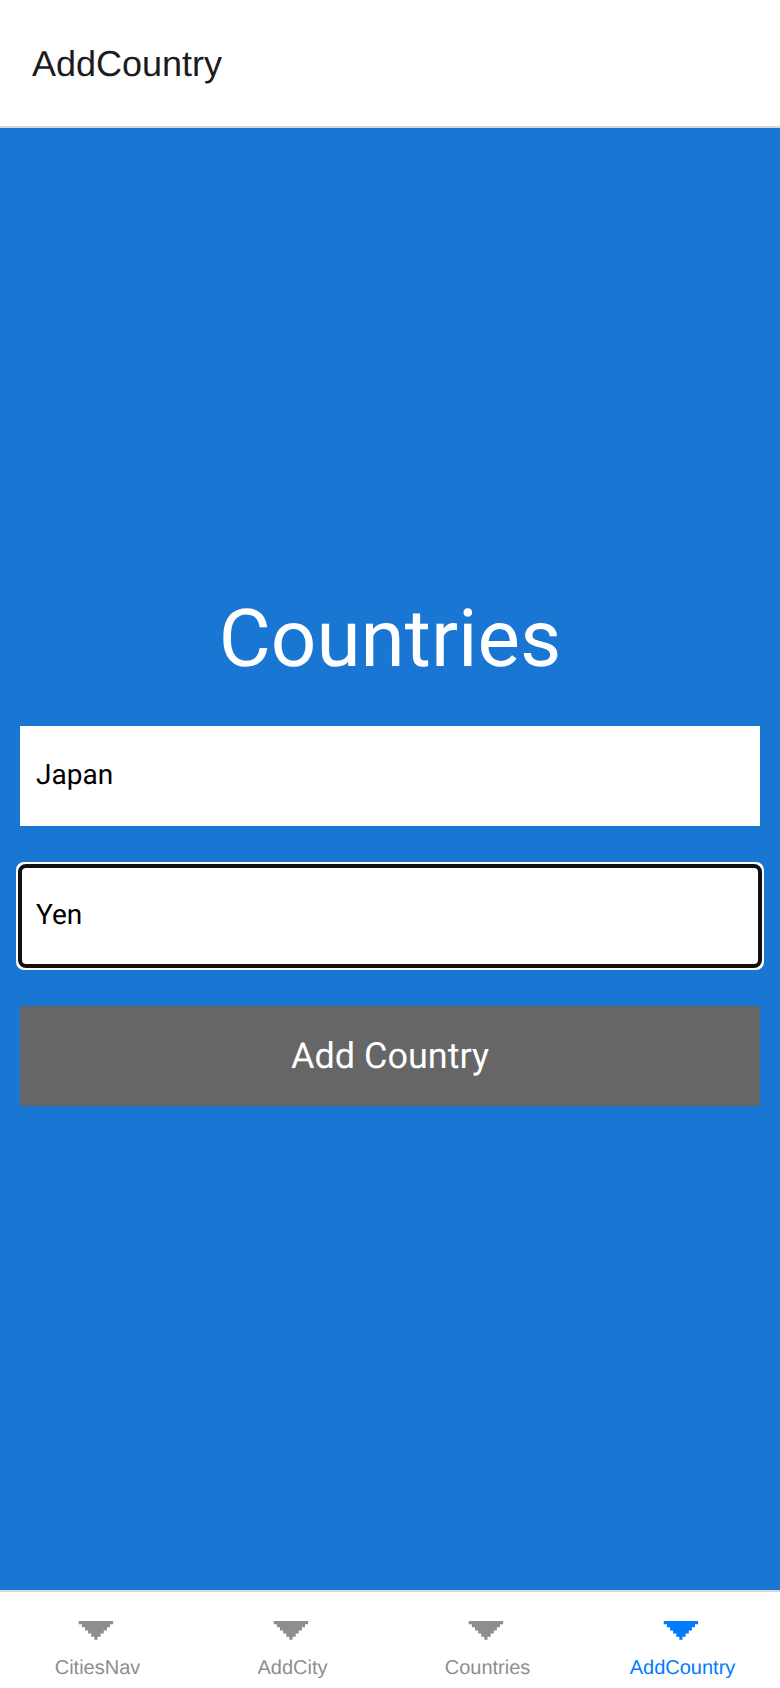 AddCountry
Countries
Japan
Yen
Add Country
CitiesNav
AddCity
Countries
AddCountry